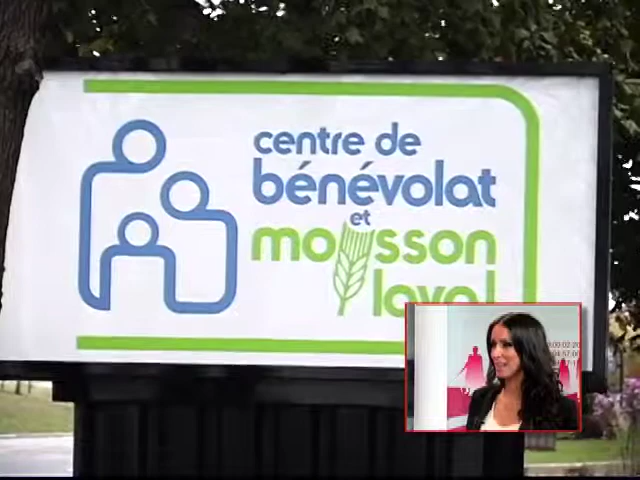 centre de
bénévolat
et
moisson
laval